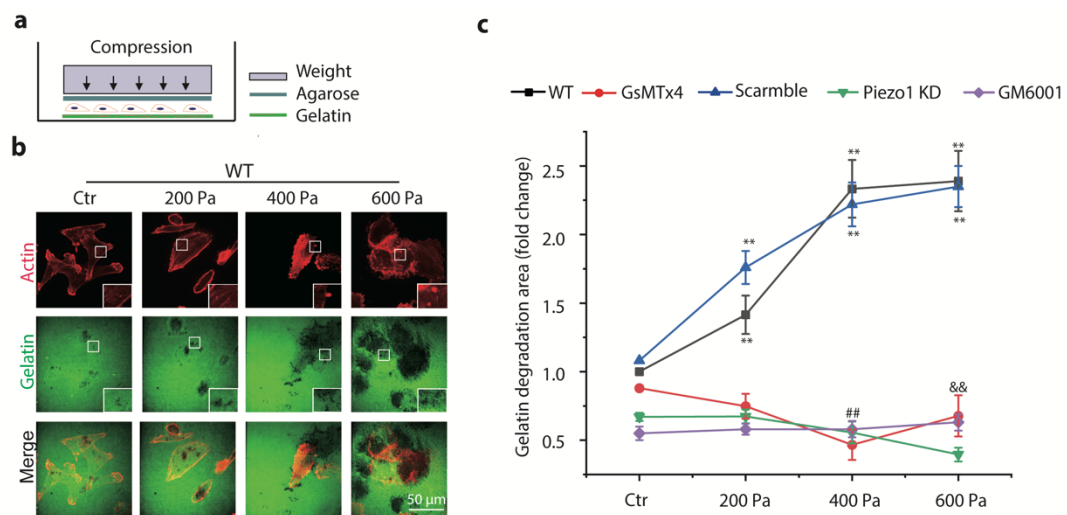 a
Compression
Weight
Agarose
Gelatin
b
WT
Ctr 200 Pa 400 Pa 600 Pa
Actin
Gelatin
Merge
50 μm
c
WT GsMTx4 Scarmble Piezo1 KD GM6001
Gelatin degradation area (fold change)
2.5
2.0
1.5
1.0
0.5
** **
** **
**
**
## &&
Ctr 200 Pa 400 Pa 600 Pa